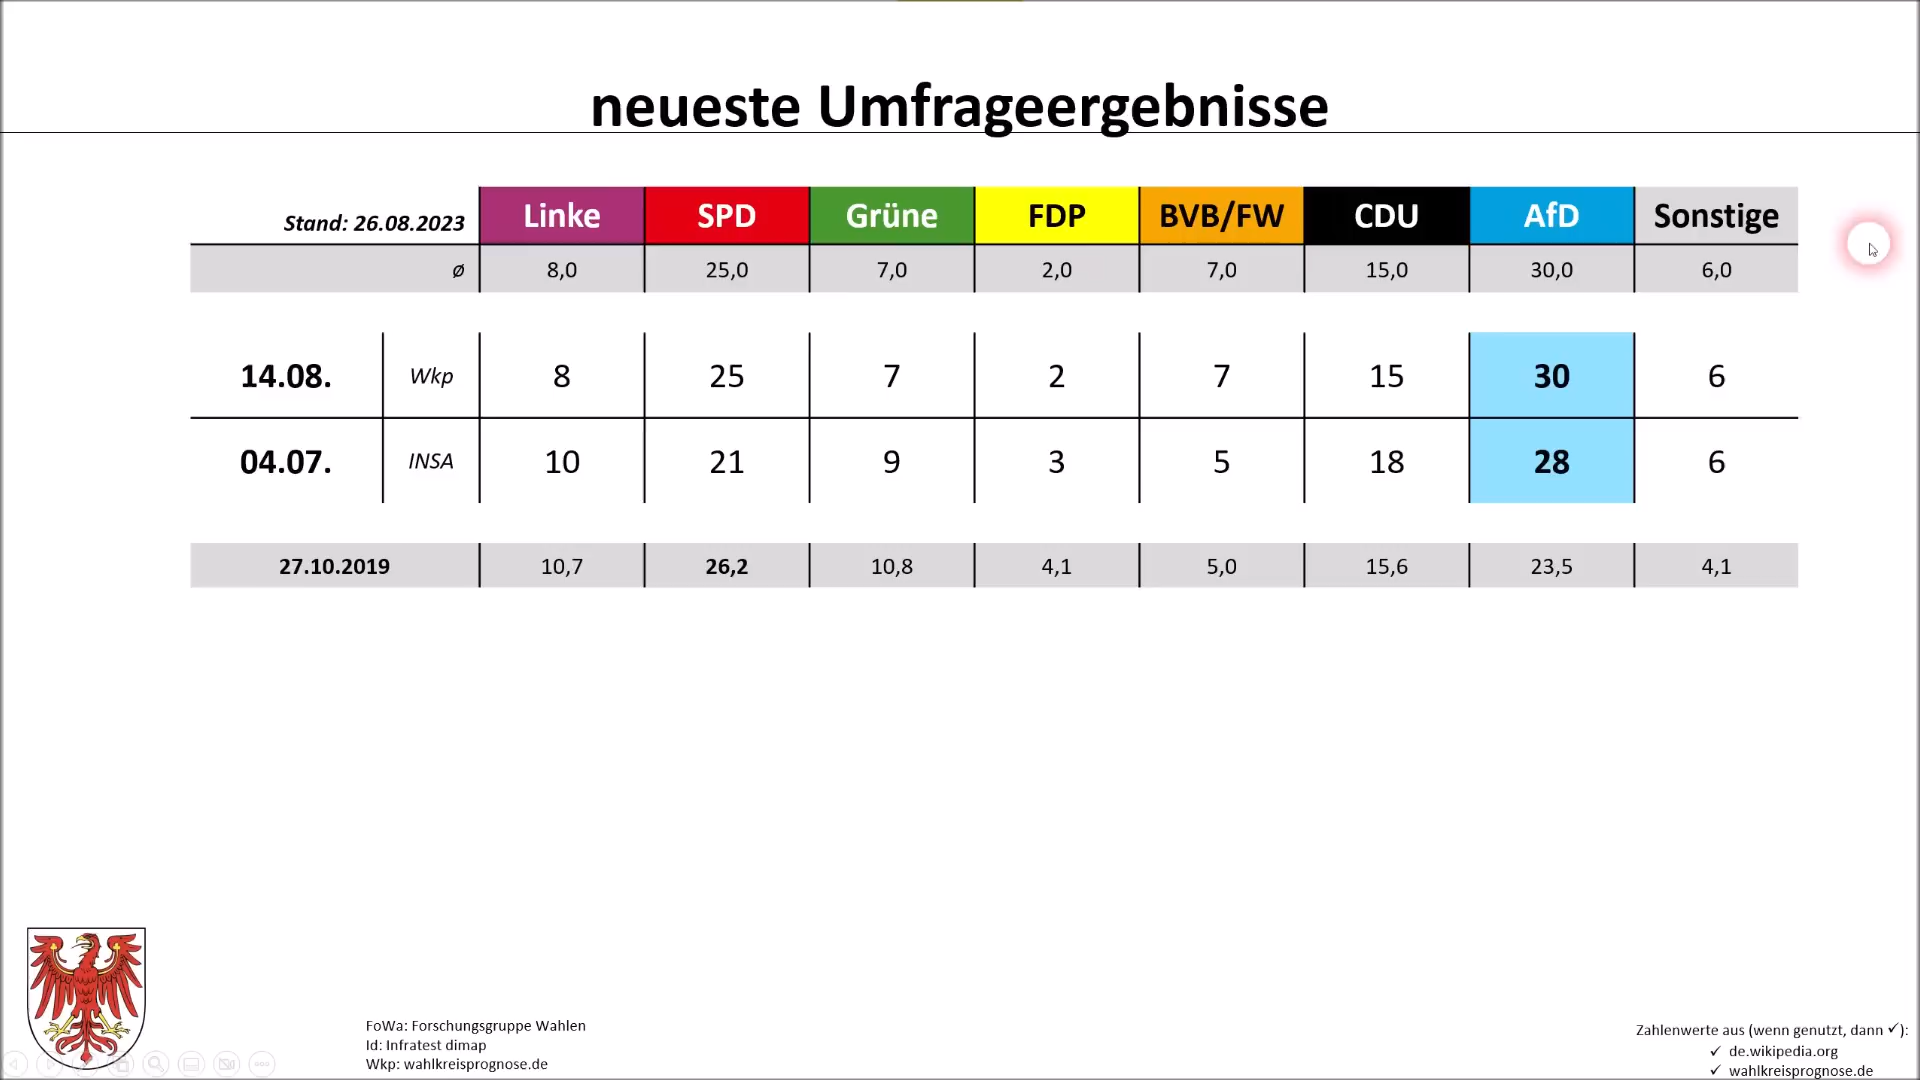 neueste Umfrageergebnisse
Stand: 26.08.2023 Linke SPD Grüne FDP BVB/FW CDU AfD Sonstige
ø 8,0 25,0 7,0 2,0 7,0 15,0 30,0 6,0
14.08. Wkp 8 25 7 2 7 15 30 6
04.07. INSA 10 21 9 3 5 18 28 6
27.10.2019 10,7 26,2 10,8 4,1 5,0 15,6 23,5 4,1
FoWa: Forschungsgruppe Wahlen
Id: Infratest dimap
Wkp: wahlkreisprognose.de
Zahlenwerte aus (wenn genutzt, dann ✓):
✓ de.wikipedia.org
✓ wahlkreisprognose.de